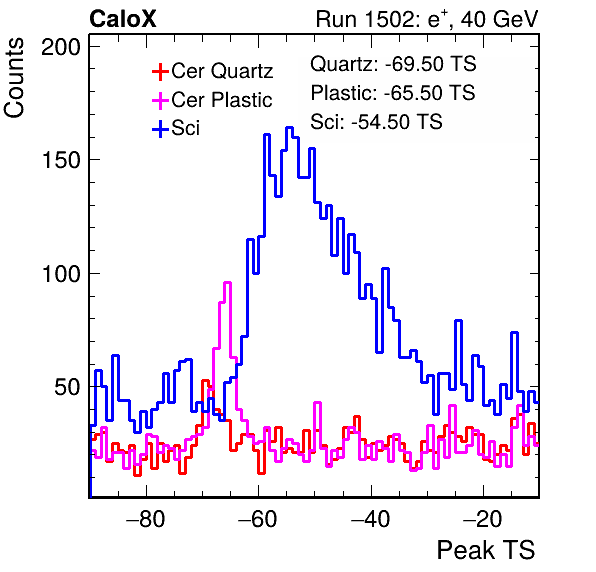 CaloX
Run 1502: e+, 40 GeV
Counts
200
150
100
50
Cer Quartz
Cer Plastic
Sci
Quartz: -69.50 TS
Plastic: -65.50 TS
Sci: -54.50 TS
−80
−60
−40
−20
Peak TS